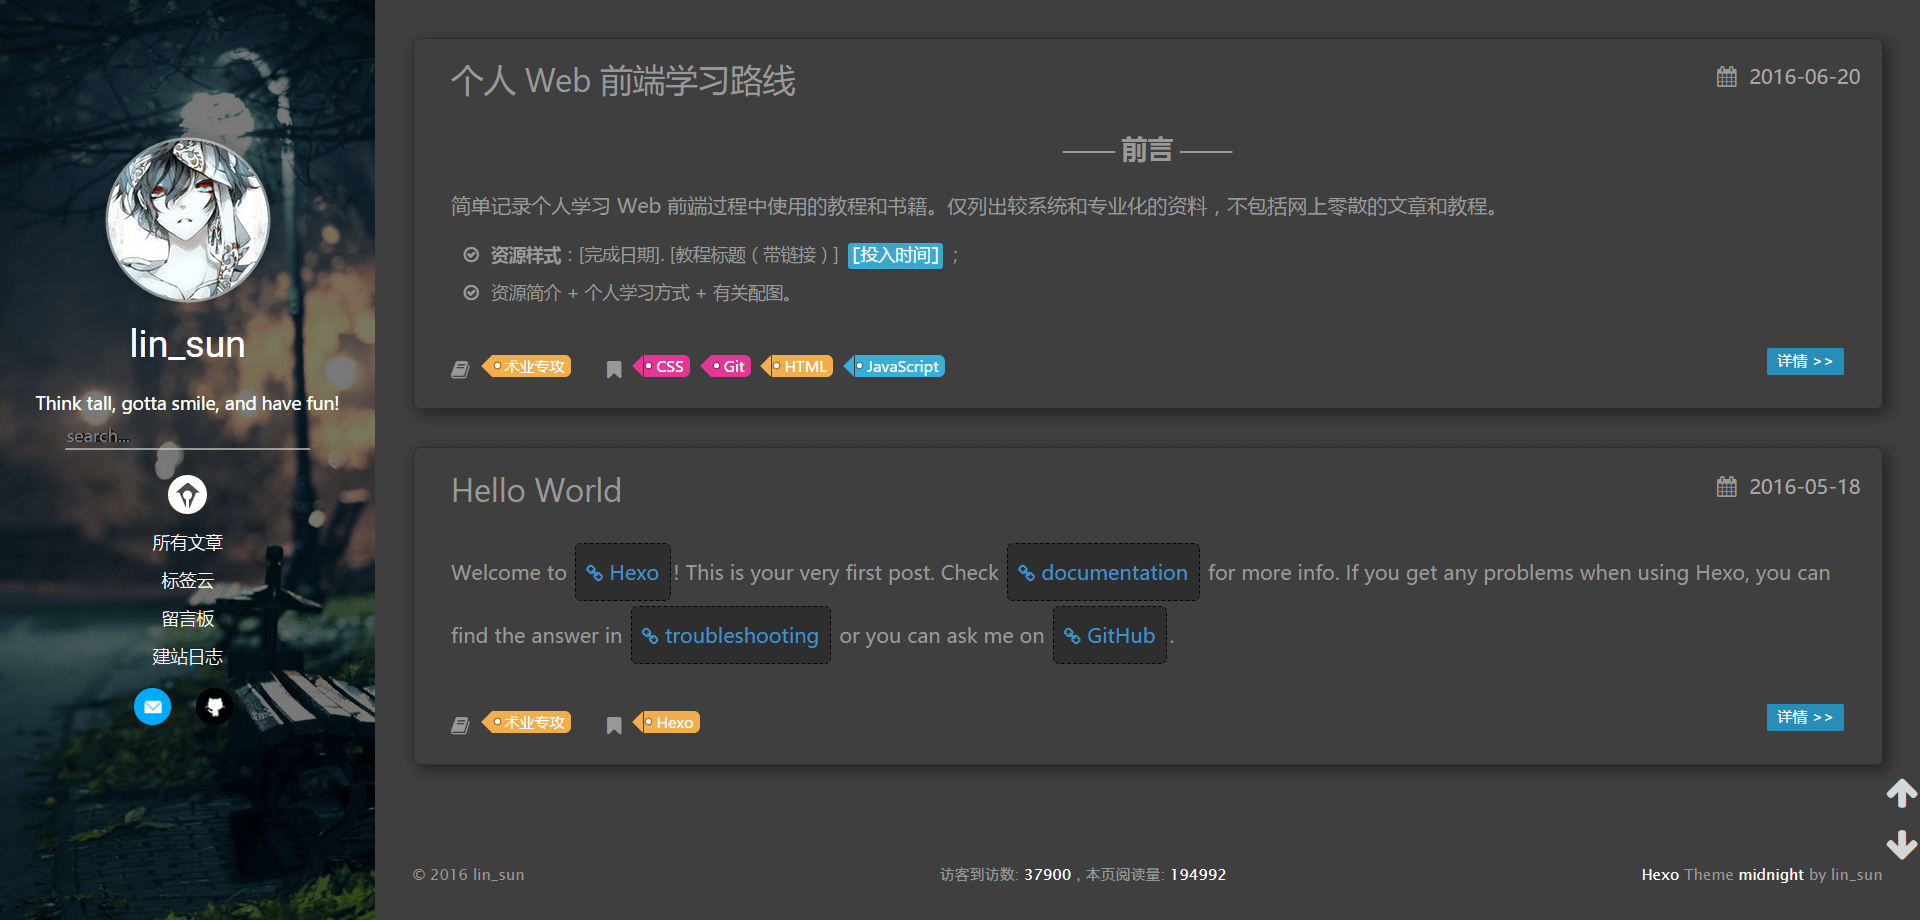 lin_sun
Think tall, gotta smile, and have fun!
search...
所有文章
标签云
留言板
建站日志
个人 Web 前端学习路线
2016-06-20
前言
简单记录个人学习 Web 前端过程中使用的教程和书籍。仅列出较系统和专业化的资料，不包括网上零散的文章和教程。
资源样式：[完成日期]. [教程标题（带链接）] [投入时间] ；
资源简介 + 个人学习方式 + 有关配图。
术业专攻 CSS Git HTML JavaScript 详情 >>
Hello World
2016-05-18
Welcome to Hexo ! This is your very first post. Check documentation for more info. If you get any problems when using Hexo, you can
find the answer in troubleshooting or you can ask me on GitHub .
术业专攻 Hexo 详情 >>
© 2016 lin_sun
访客到访数: 37900 , 本页阅读量: 194992
Hexo Theme midnight by lin_sun